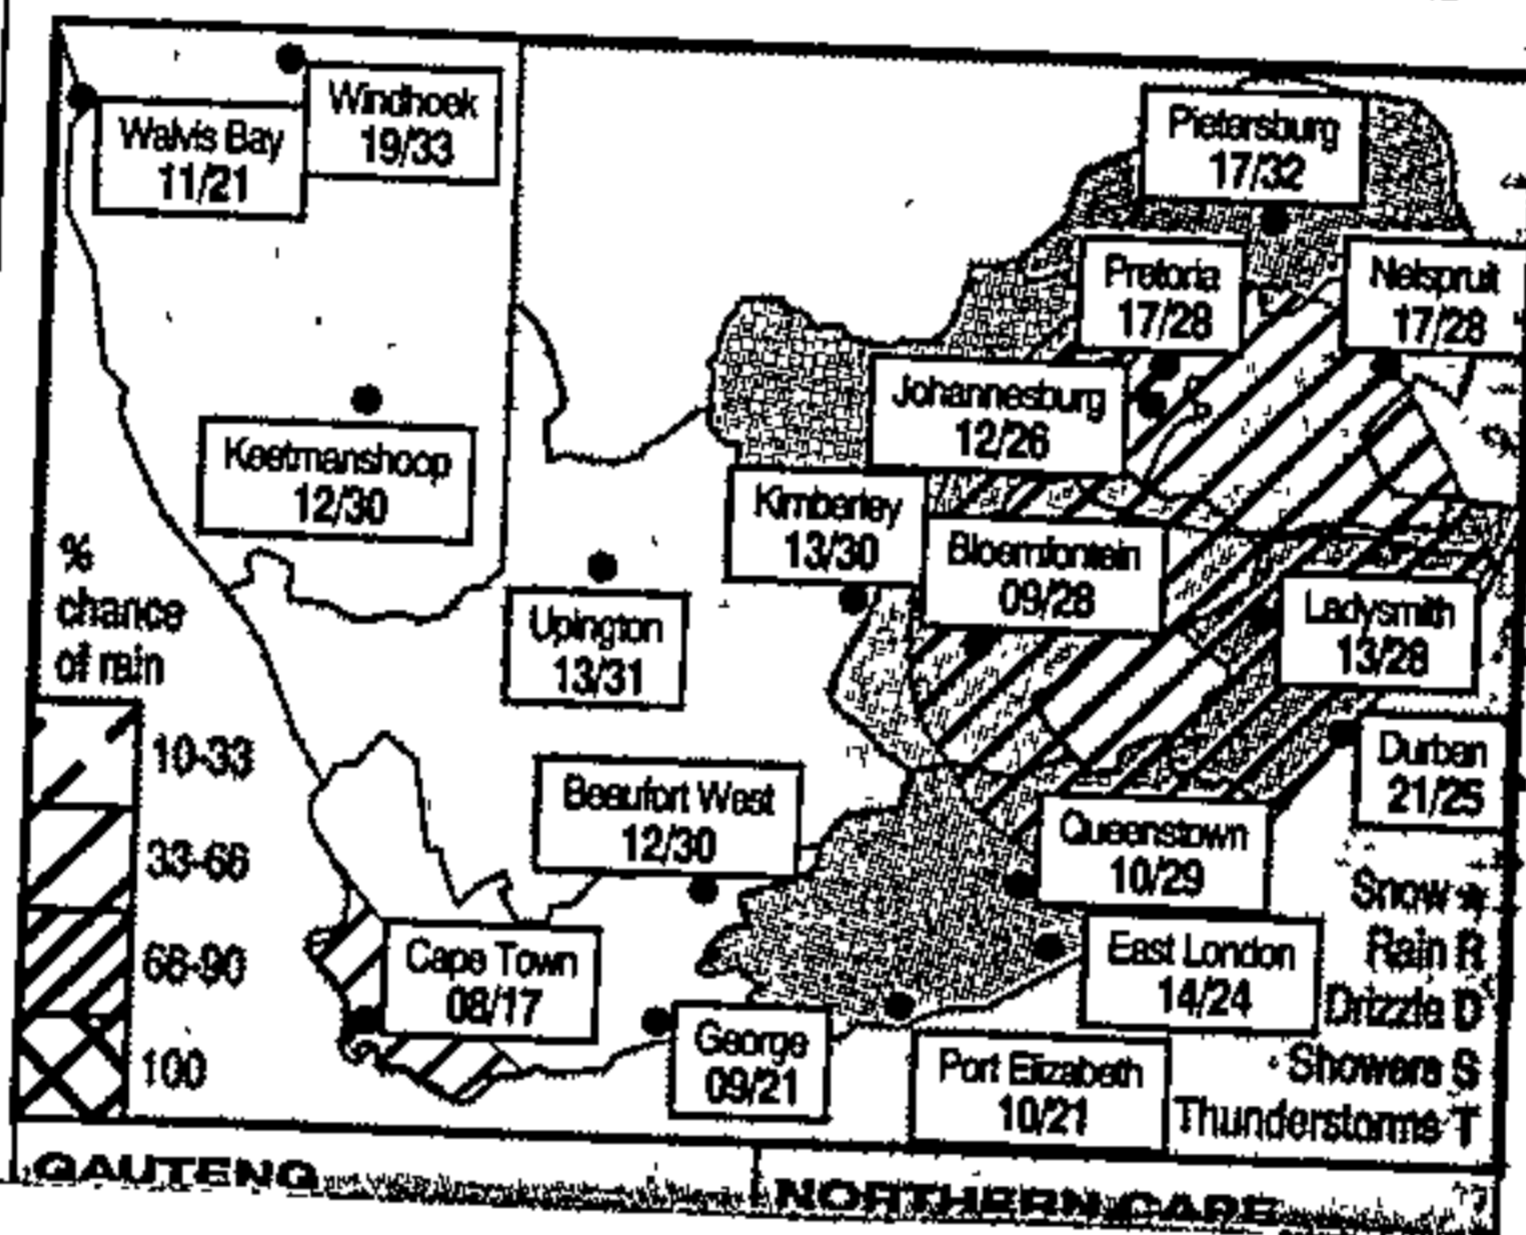 Windhoek
19/33
Walvis Bay
11/21
Pietersburg
17/32
Pretoria
17/28
Nelspruit
17/28
Johannesburg
12/26
Keetmanshoop
12/30
Kimberley
13/30
Bloemfontein
09/28
Ladysmith
13/28
Upington
13/31
%
chance
of rain
10-33
33-66
66-90
100
Durban
21/25
Beaufort West
12/30
Queenstown
10/29
Cape Town
08/17
East London
14/24
George
09/21
Port Elizabeth
10/21
Snow *
Rain R
Drizzle D
Showers S
Thunderstorms T
GAUTENG
NORTHERN CAPE